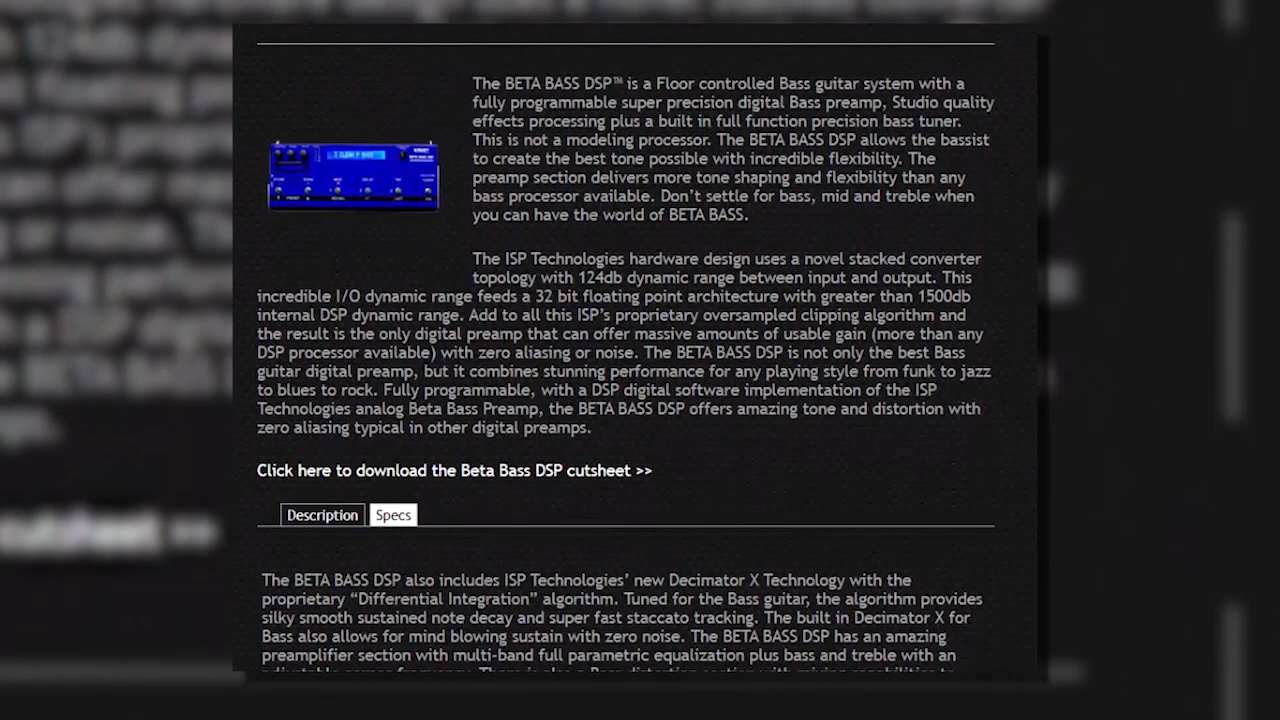 The BETA BASS DSP™ is a Floor controlled Bass guitar system with a
fully programmable super precision digital Bass preamp, Studio quality
effects processing plus a built in full function precision bass tuner.
This is not a modeling processor. The BETA BASS DSP allows the bassist
to create the best tone possible with incredible flexibility. The
preamp section delivers more tone shaping and flexibility than any
bass processor available. Don't settle for bass, mid and treble when
you can have the world of BETA BASS.
The ISP Technologies hardware design uses a novel stacked converter
topology with 124db dynamic range between input and output. This
incredible I/O dynamic range feeds a 32 bit floating point architecture with greater than 1500db
internal DSP dynamic range. Add to all this ISP's proprietary oversampled clipping algorithm and
the result is the only digital preamp that can offer massive amounts of usable gain (more than any
DSP processor available) with zero aliasing or noise. The BETA BASS DSP is not only the best Bass
guitar digital preamp, but it combines stunning performance for any playing style from funk to jazz
to blues to rock. Fully programmable, with a DSP digital software implementation of the ISP
Technologies analog Beta Bass Preamp, the BETA BASS DSP offers amazing tone and distortion with
zero aliasing typical in other digital preamps.
Click here to download the Beta Bass DSP cutsheet >>
Description Specs
The BETA BASS DSP also includes ISP Technologies' new Decimator X Technology with the
proprietary “Differential Integration” algorithm. Tuned for the Bass guitar, the algorithm provides
silky smooth sustained note decay and super fast staccato tracking. The built in Decimator X for
Bass also allows for mind blowing sustain with zero noise. The BETA BASS DSP has an amazing
preamplifier section with multi-band full parametric equalization plus bass and treble with an